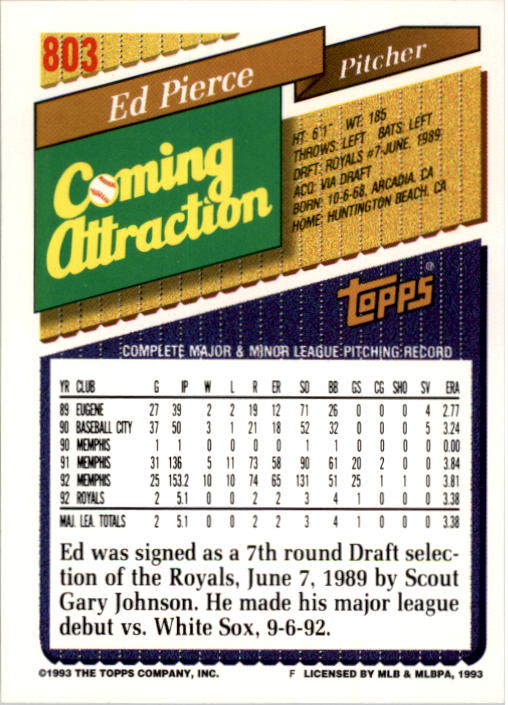 803
Ed Pierce
Pitcher
Coming
Attraction
HT: 6'1" WT: 185
THROWS: LEFT BATS: LEFT
DRFT: ROYALS #7-JUNE, 1989
ACQ: VIA DRAFT
BORN: 10-6-68, ARCADIA, CA
HOME: HUNTINGTON BEACH, CA
TOPPS®
COMPLETE MAJOR & MINOR LEAGUE PITCHING RECORD
YR CLUB G IP W L R ER SO BB GS CG SHO SV ERA
89 EUGENE 27 39 2 2 19 12 71 26 0 0 0 4 2.77
90 BASEBALL CITY 37 50 3 1 21 18 52 32 0 0 0 5 3.24
90 MEMPHIS 1 1 0 0 0 0 1 1 0 0 0 0 0.00
91 MEMPHIS 31 136 5 11 73 58 90 61 20 2 0 0 3.84
92 MEMPHIS 25 153.2 10 10 74 65 131 51 25 1 1 0 3.81
92 ROYALS 2 5.1 0 0 2 2 3 4 1 0 0 0 3.38
MAJ. LEA. TOTALS 2 5.1 0 0 2 2 3 4 1 0 0 0 3.38
Ed was signed as a 7th round Draft selec-
tion of the Royals, June 7, 1989 by Scout
Gary Johnson. He made his major league
debut vs. White Sox, 9-6-92.
©1993 THE TOPPS COMPANY, INC. F LICENSED BY MLB & MLBPA, 1993